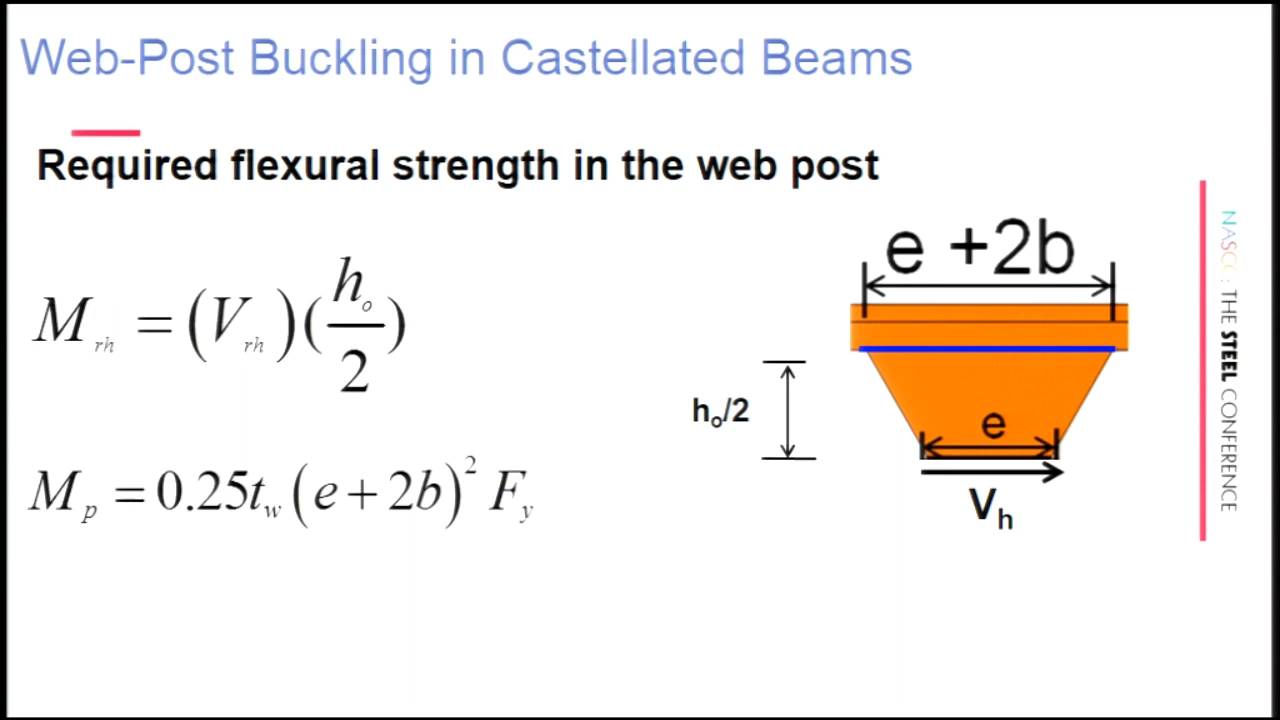 Web-Post Buckling in Castellated Beams
Required flexural strength in the web post
M_rh = (V_rh)(h_o/2)
M_p = 0.25t_w(e+2b)^2 F_y
e +2b
h_o/2
e
V_h
NASCC : THE STEEL CONFERENCE